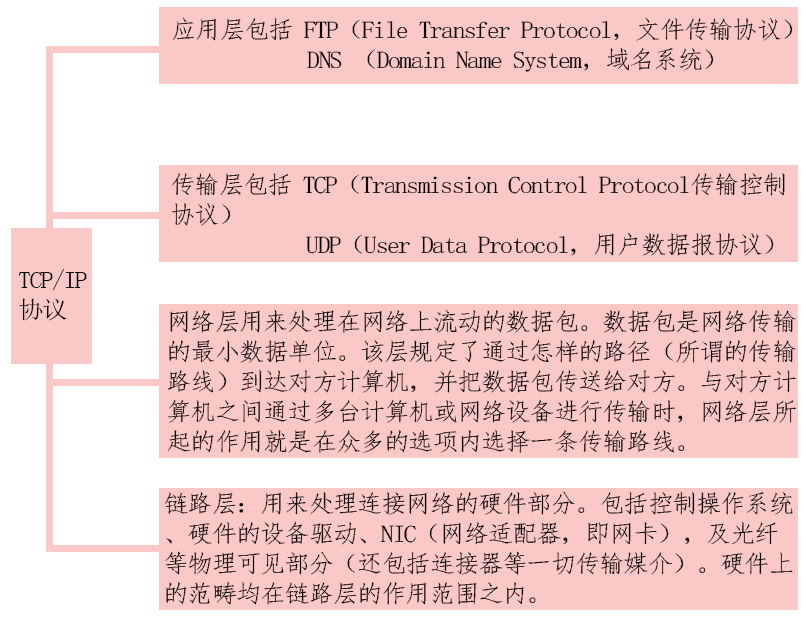 应用层包括 FTP（File Transfer Protocol，文件传输协议）
DNS （Domain Name System，域名系统）
传输层包括 TCP（Transmission Control Protocol传输控制
协议）
UDP（User Data Protocol，用户数据报协议）
TCP/IP
协议
网络层用来处理在网络上流动的数据包。数据包是网络传输
的最小数据单位。该层规定了通过怎样的路径（所谓的传输
路线）到达对方计算机，并把数据包传送给对方。与对方计
算机之间通过多台计算机或网络设备进行传输时，网络层所
起的作用就是在众多的选项内选择一条传输路线。
链路层：用来处理连接网络的硬件部分。包括控制操作系统
、硬件的设备驱动、NIC（网络适配器，即网卡），及光纤
等物理可见部分（还包括连接器等一切传输媒介）。硬件上
的范畴均在链路层的作用范围之内。